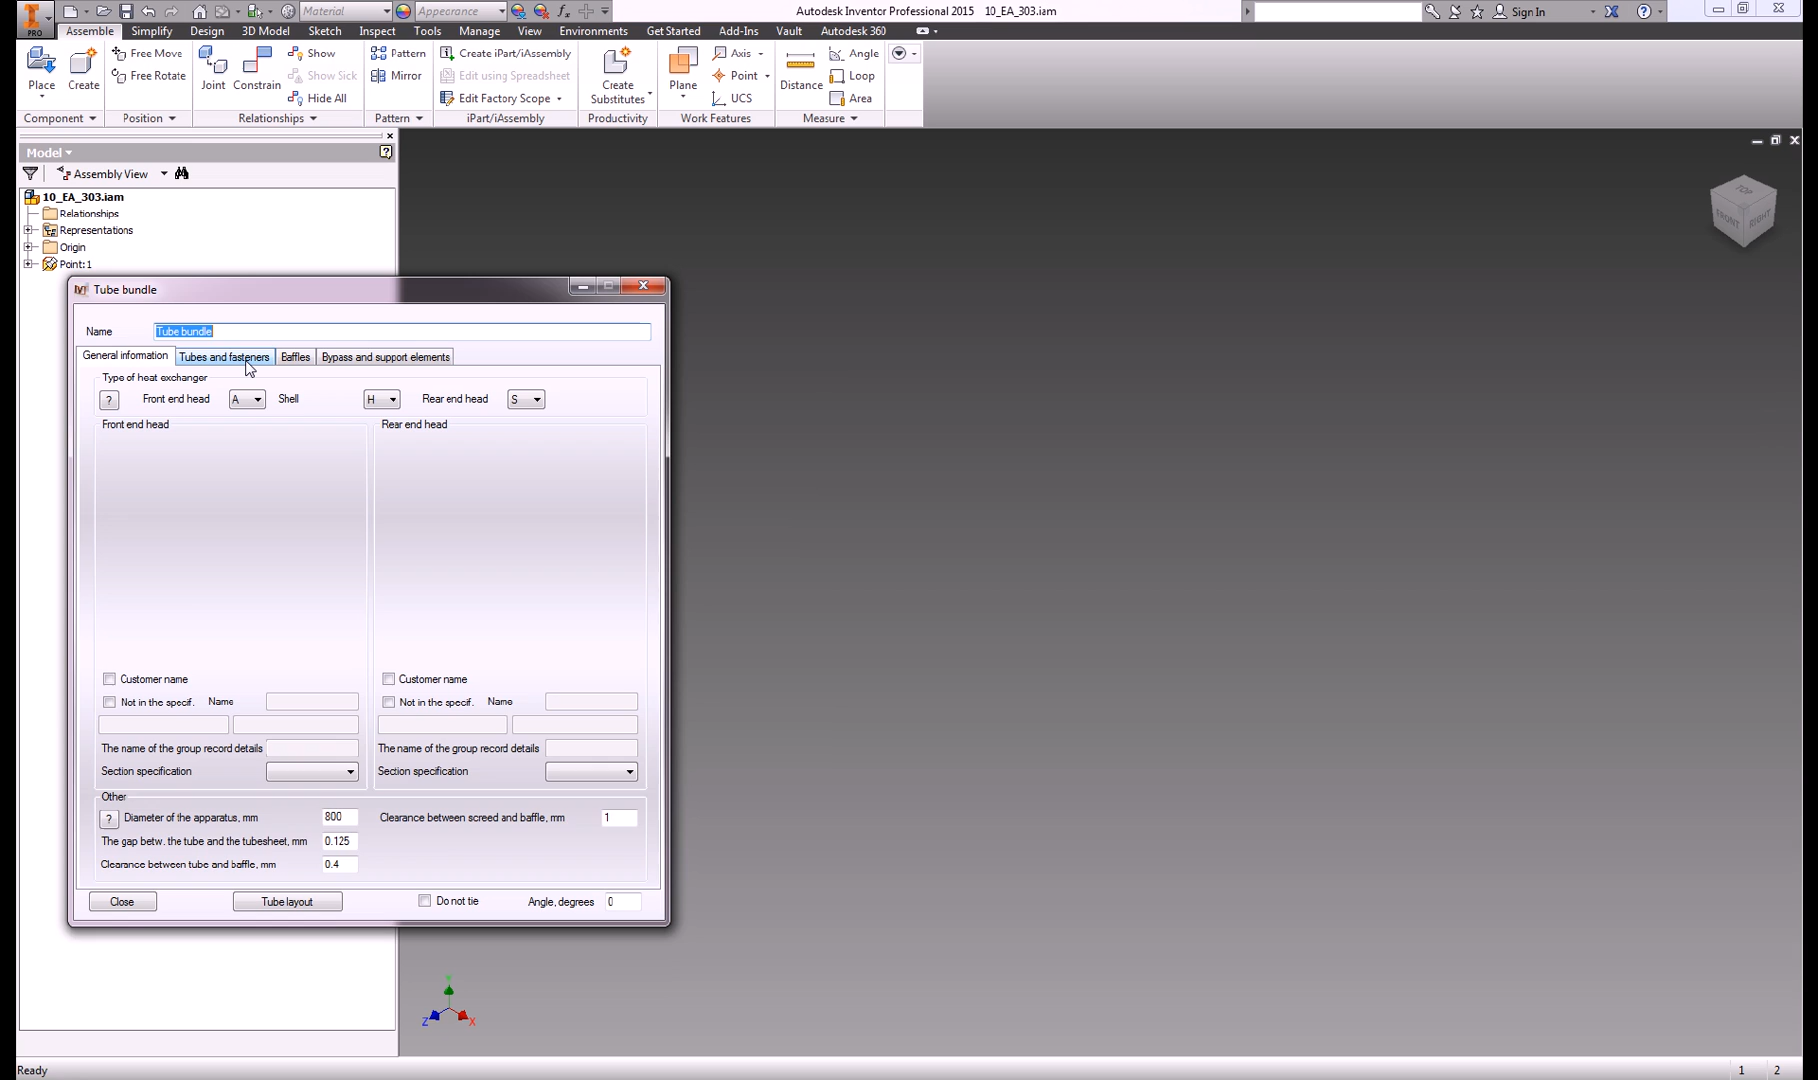 Material Appearance Autodesk Inventor Professional 2015 10_EA_303.iam Sign In
PRO Assemble Simplify Design 3D Model Sketch Inspect Tools Manage View Environments Get Started Add-Ins Vault Autodesk 360
Free Move Show Pattern Create iPart/iAssembly Axis Angle
Place Create Free Rotate Joint Constrain Show Sick Mirror Edit using Spreadsheet Create Substitutes Plane Point Distance Loop
Hide All Edit Factory Scope UCS Area
Component Position Relationships Pattern iPart/iAssembly Productivity Work Features Measure
Model
Assembly View
10_EA_303.iam
Relationships
Representations
Origin
Point:1
TOP
FRONT RIGHT
Tube bundle
Name Tube bundle
General information Tubes and fasteners Baffles Bypass and support elements
Type of heat exchanger
? Front end head A Shell H Rear end head S
Front end head Rear end head
Customer name Customer name
Not in the specif. Name Not in the specif. Name
The name of the group record details The name of the group record details
Section specification Section specification
Other
? Diameter of the apparatus, mm 800 Clearance between screed and baffle, mm 1
The gap betw. the tube and the tubesheet, mm 0.125
Clearance between tube and baffle, mm 0.4
Close Tube layout Do not tie Angle, degrees 0
Y
Z X
Ready 1 2